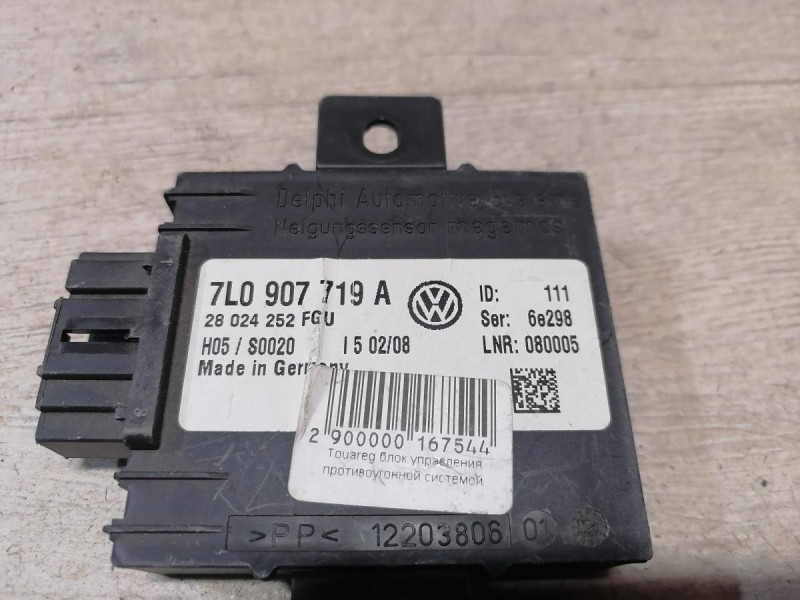 Delphi Automotive Systems
Neigungssensor megamos
7L0 907 719 A
28 024 252 FGU
H05 / S0020 I 5 02/08
Made in Germany
ID: 111
Ser: 6e298
LNR: 080005
2 900000 167544
Touareg блок управления
противоугонной системой
>PP< 12203806 01